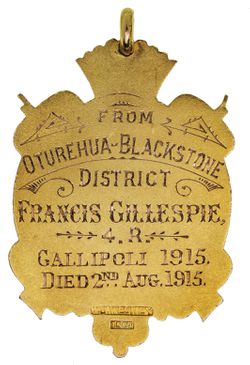 FROM
OTUREHUA-BLACKSTONE
DISTRICT
FRANCIS GILLESPIE,
4.R.
GALLIPOLI 1915.
DIED 2ND AUG. 1915.